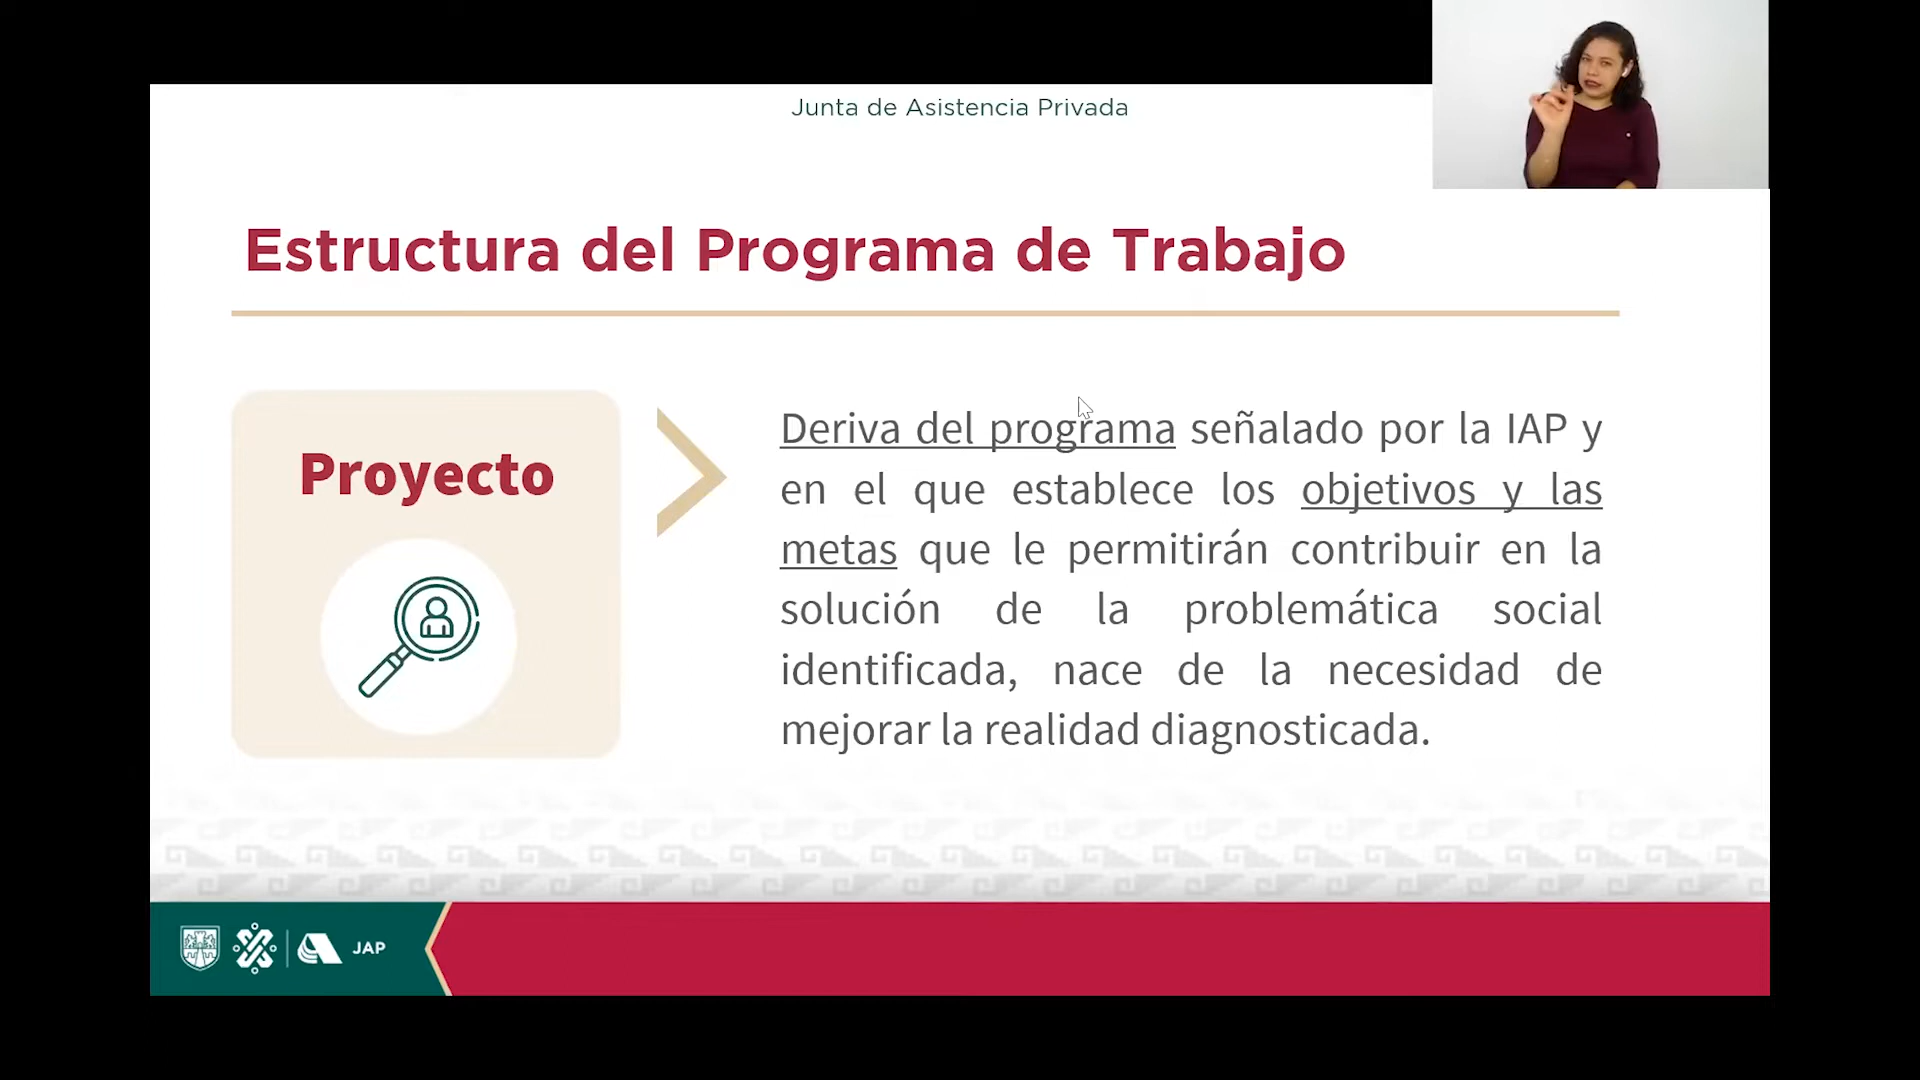 Junta de Asistencia Privada
Estructura del Programa de Trabajo
Proyecto
Deriva del programa señalado por la IAP y
en el que establece los objetivos y las
metas que le permitirán contribuir en la
solución de la problemática social
identificada, nace de la necesidad de
mejorar la realidad diagnosticada.
JAP